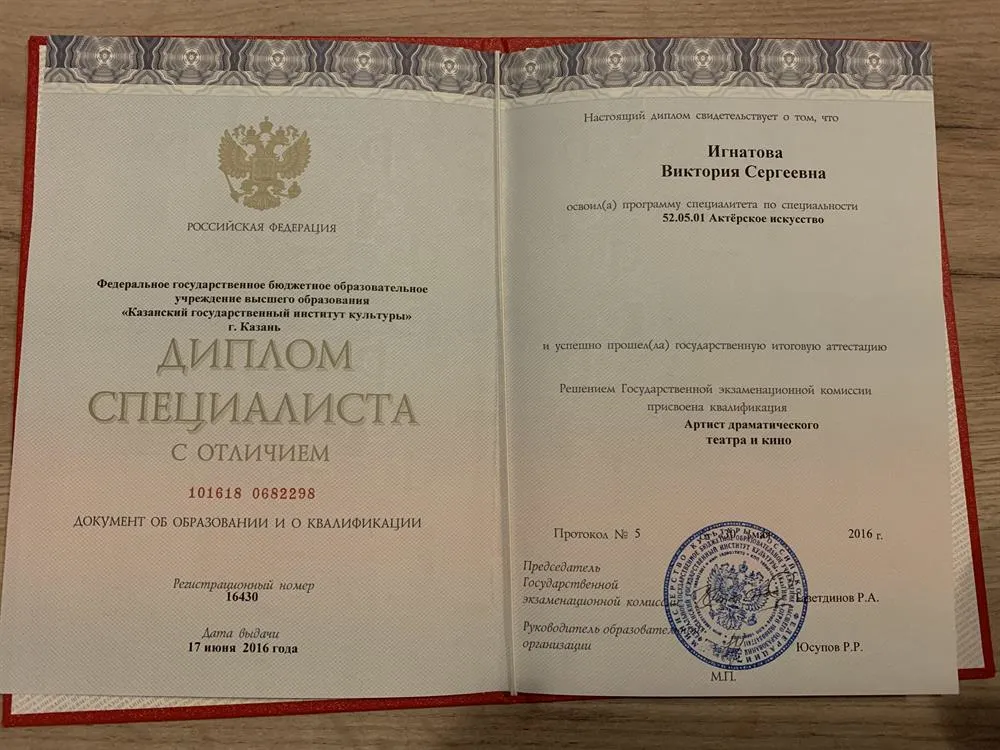 РОССИЙСКАЯ ФЕДЕРАЦИЯ
Федеральное государственное бюджетное образовательное
учреждение высшего образования
«Казанский государственный институт культуры»
г. Казань
ДИПЛОМ
СПЕЦИАЛИСТА
С ОТЛИЧИЕМ
101618 0682298
ДОКУМЕНТ ОБ ОБРАЗОВАНИИ И О КВАЛИФИКАЦИИ
Регистрационный номер
16430
Дата выдачи
17 июня 2016 года
Настоящий диплом свидетельствует о том, что
Игнатова
Виктория Сергеевна
освоил(а) программу специалитета по специальности
52.05.01 Актёрское искусство
и успешно прошел(ла) государственную итоговую аттестацию
Решением Государственной экзаменационной комиссии
присвоена квалификация
Артист драматического
театра и кино
Протокол № 5 2016 г.
Председатель
Государственной
экзаменационной Р.А.
Руководитель
организации Юсупов Р.Р.
М.П.